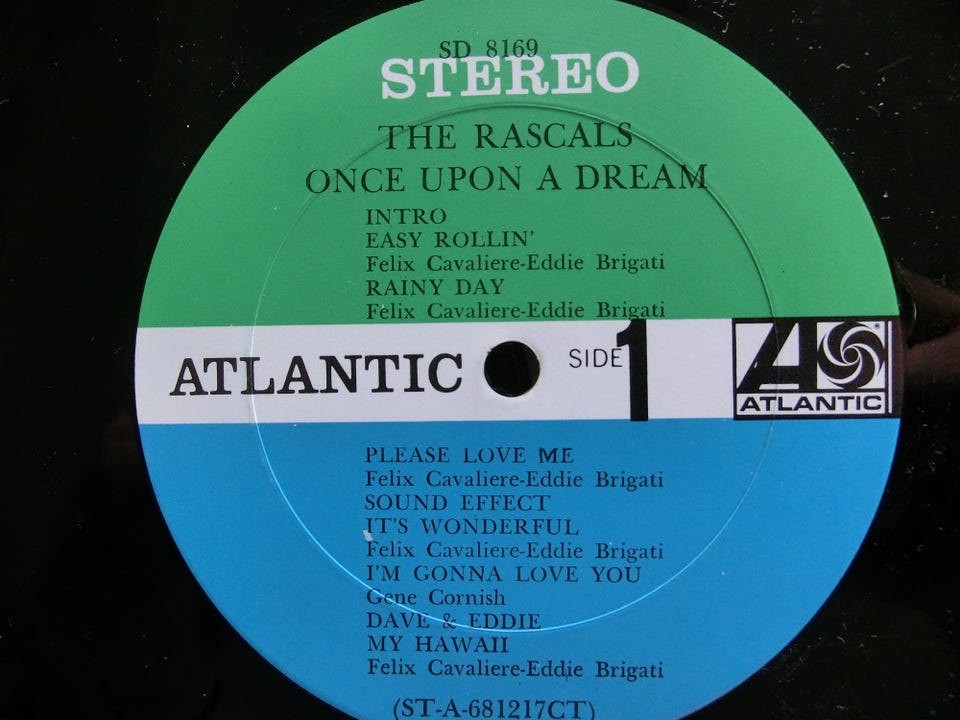 SD 8169
STEREO
THE RASCALS
ONCE UPON A DREAM
INTRO
EASY ROLLIN'
Felix Cavaliere-Eddie Brigati
RAINY DAY
Felix Cavaliere-Eddie Brigati
ATLANTIC SIDE 1
A ®
ATLANTIC
PLEASE LOVE ME
Felix Cavaliere-Eddie Brigati
SOUND EFFECT
IT'S WONDERFUL
Felix Cavaliere-Eddie Brigati
I'M GONNA LOVE YOU
Gene Cornish
DAVE & EDDIE
MY HAWAII
Felix Cavaliere-Eddie Brigati
(ST-A-681217CT)